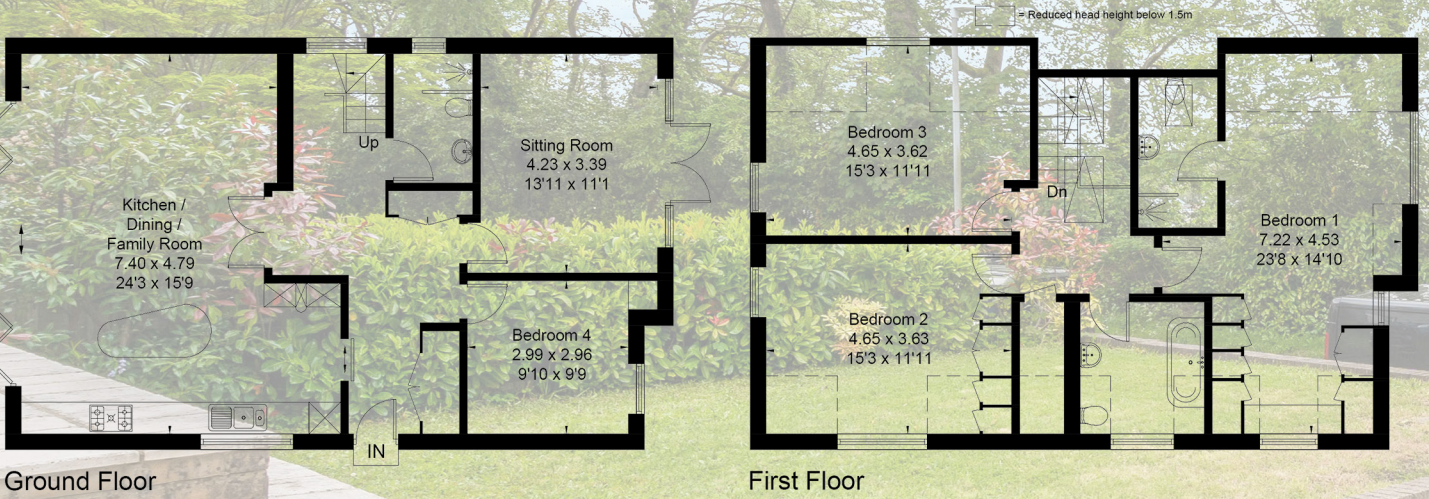 = Reduced head height below 1.5m
Up
Sitting Room
4.23 x 3.39
13'11 x 11'1
Kitchen /
Dining /
Family Room
7.40 x 4.79
24'3 x 15'9
Bedroom 4
2.99 x 2.96
9'10 x 9'9
IN
Ground Floor
Bedroom 3
4.65 x 3.62
15'3 x 11'11
Dn
Bedroom 1
7.22 x 4.53
23'8 x 14'10
Bedroom 2
4.65 x 3.63
15'3 x 11'11
First Floor